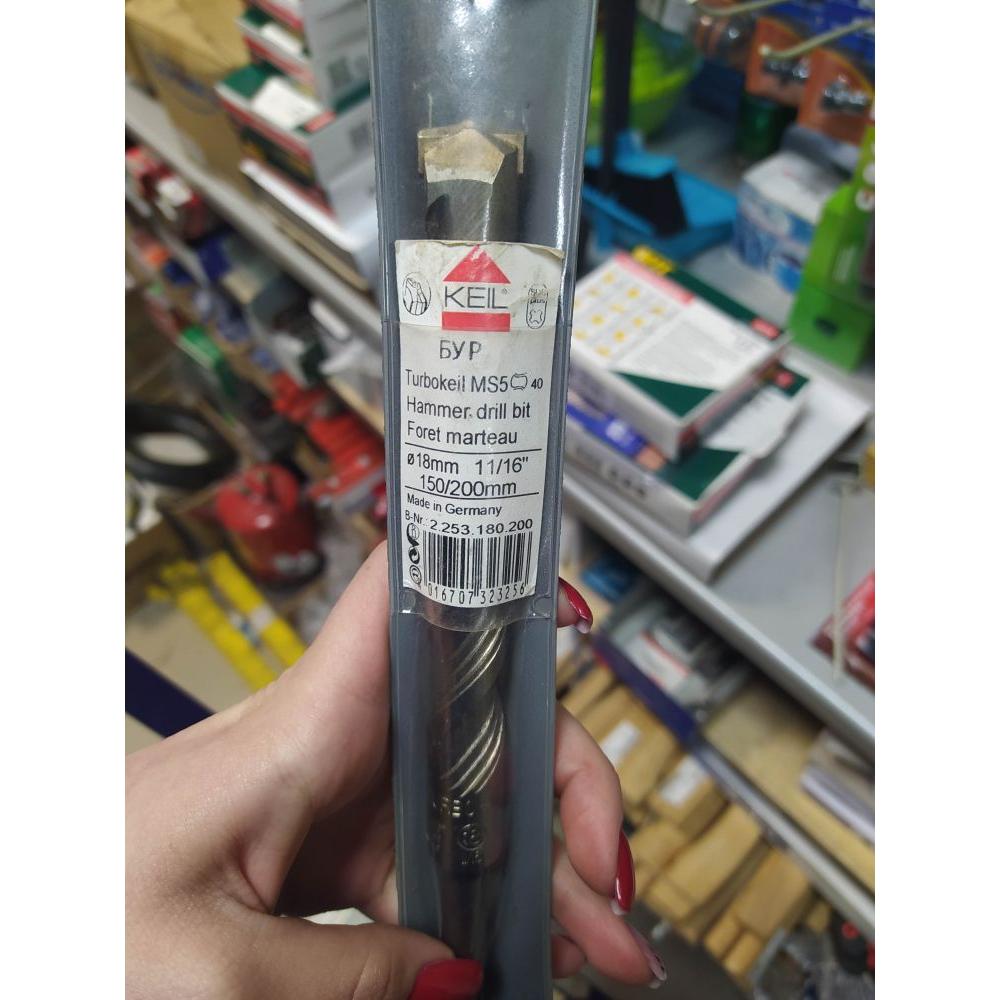 KEIL®
БУР
Turbokeil MS5 40
Hammer drill bit
Foret marteau
ø18mm 11/16"
150/200mm
Made in Germany
B-Nr.: 2.253.180.200
016707 323256